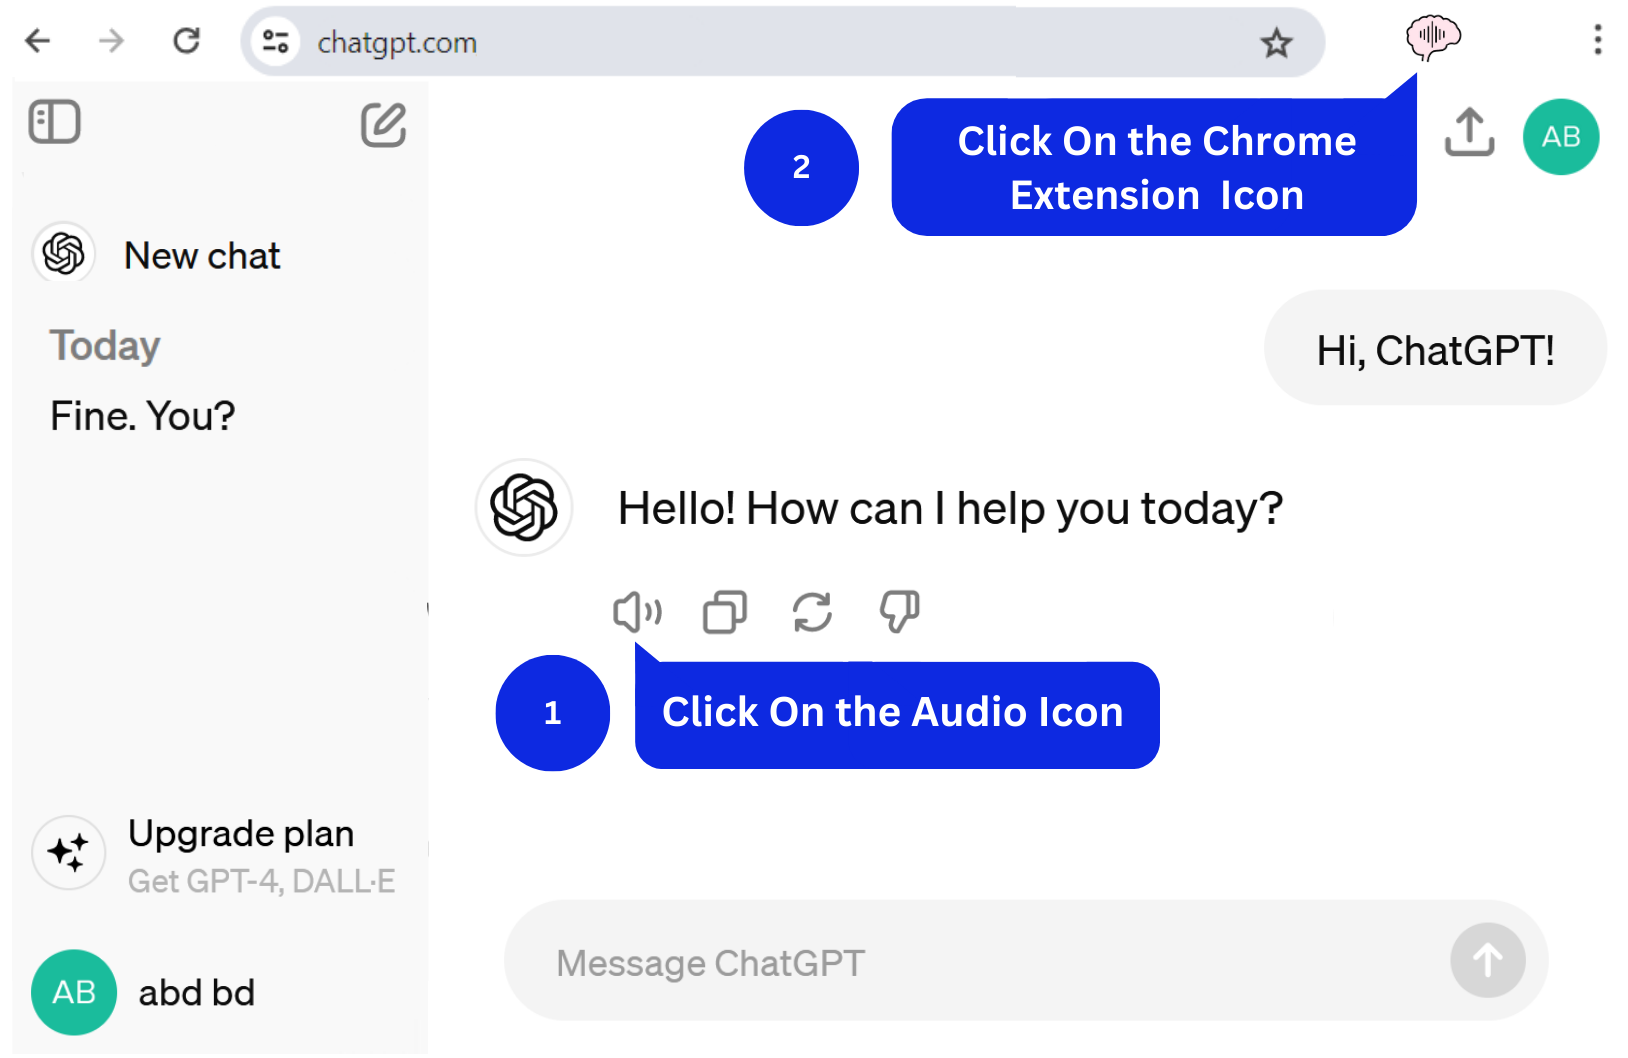 chatgpt.com
2
Click On the Chrome
Extension Icon
AB
New chat
Today
Fine. You?
Hi, ChatGPT!
Hello! How can I help you today?
1
Click On the Audio Icon
Upgrade plan
Get GPT-4, DALL·E
AB
abd bd
Message ChatGPT